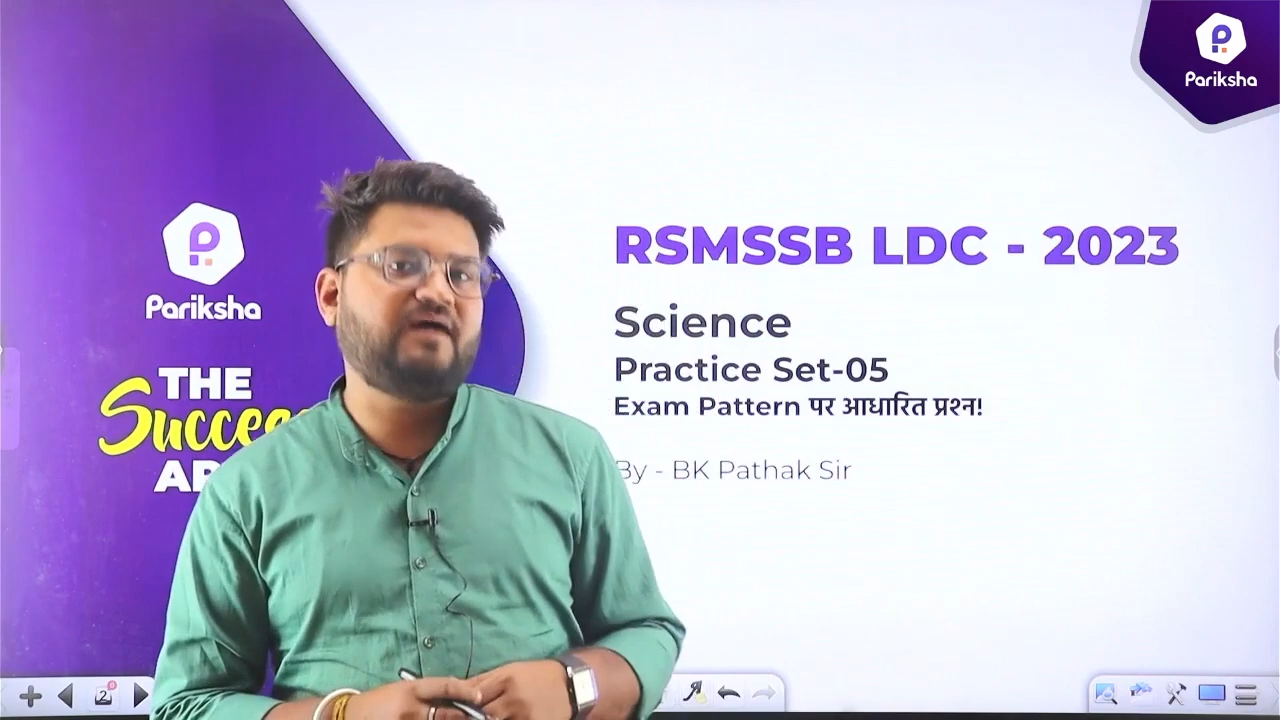 Pariksha
Pariksha
THE
RSMSSB LDC - 2023
Science
Practice Set-05
Exam Pattern पर आधारित प्रश्न!
By - BK Pathak Sir
2